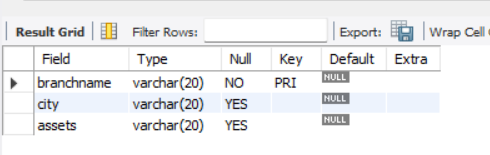 Result Grid Filter Rows: Export: Wrap Cell
Field Type Null Key Default Extra
branchname varchar(20) NO PRI NULL
city varchar(20) YES NULL
assets varchar(20) YES NULL